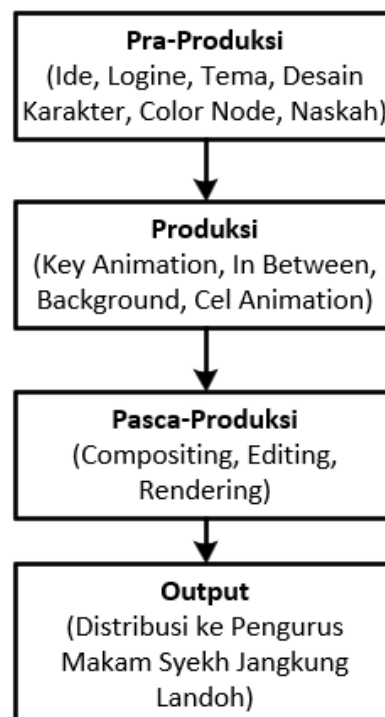 Pra-Produksi
(Ide, Logine, Tema, Desain
Karakter, Color Node, Naskah)
Produksi
(Key Animation, In Between,
Background, Cel Animation)
Pasca-Produksi
(Compositing, Editing,
Rendering)
Output
(Distribusi ke Pengurus
Makam Syekh Jangkung
Landoh)